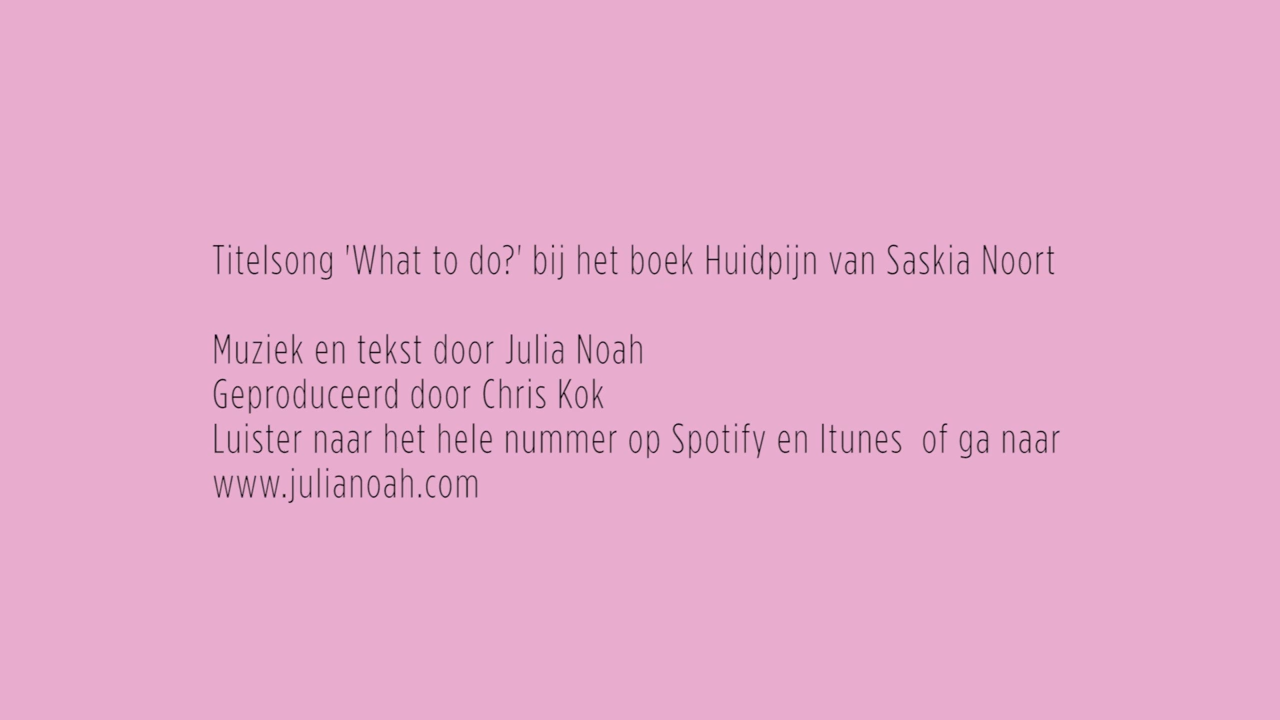 Titelsong 'What to do?' bij het boek Huidpijn van Saskia Noort
Muziek en tekst door Julia Noah
Geproduceerd door Chris Kok
Luister naar het hele nummer op Spotify en Itunes  of ga naar
www.julianoah.com